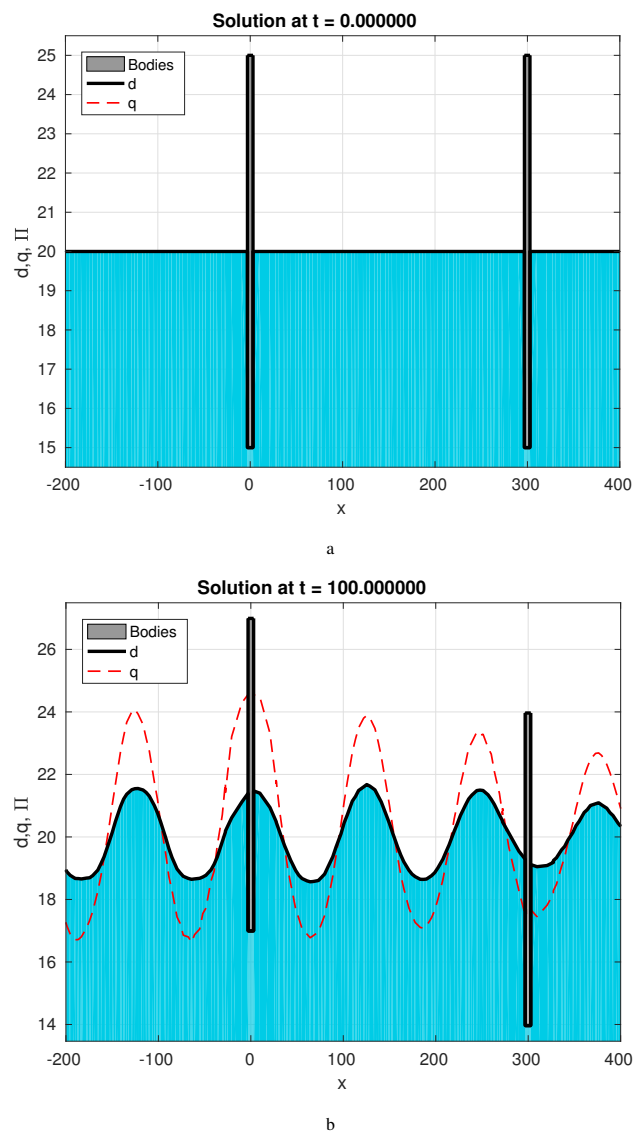 Solution at t = 0.000000
Bodies
d
q
25
24
23
22
21
20
19
18
17
16
15
d,q, Π
-200 -100 0 100 200 300 400
x
a
Solution at t = 100.000000
Bodies
d
q
26
24
22
20
18
16
14
d,q, Π
-200 -100 0 100 200 300 400
x
b